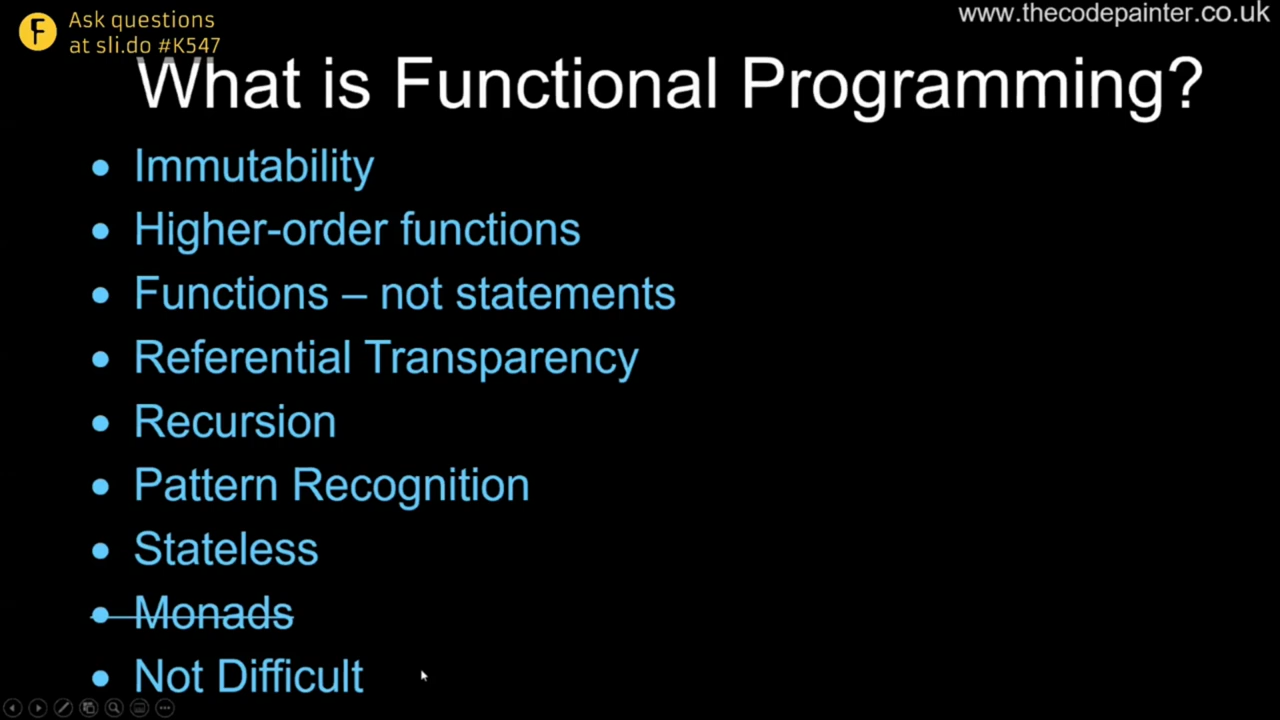 Ask questions
at sli.do #K547
www.thecodepainter.co.uk
What is Functional Programming?
• Immutability
• Higher-order functions
• Functions – not statements
• Referential Transparency
• Recursion
• Pattern Recognition
• Stateless
• Monads
• Not Difficult